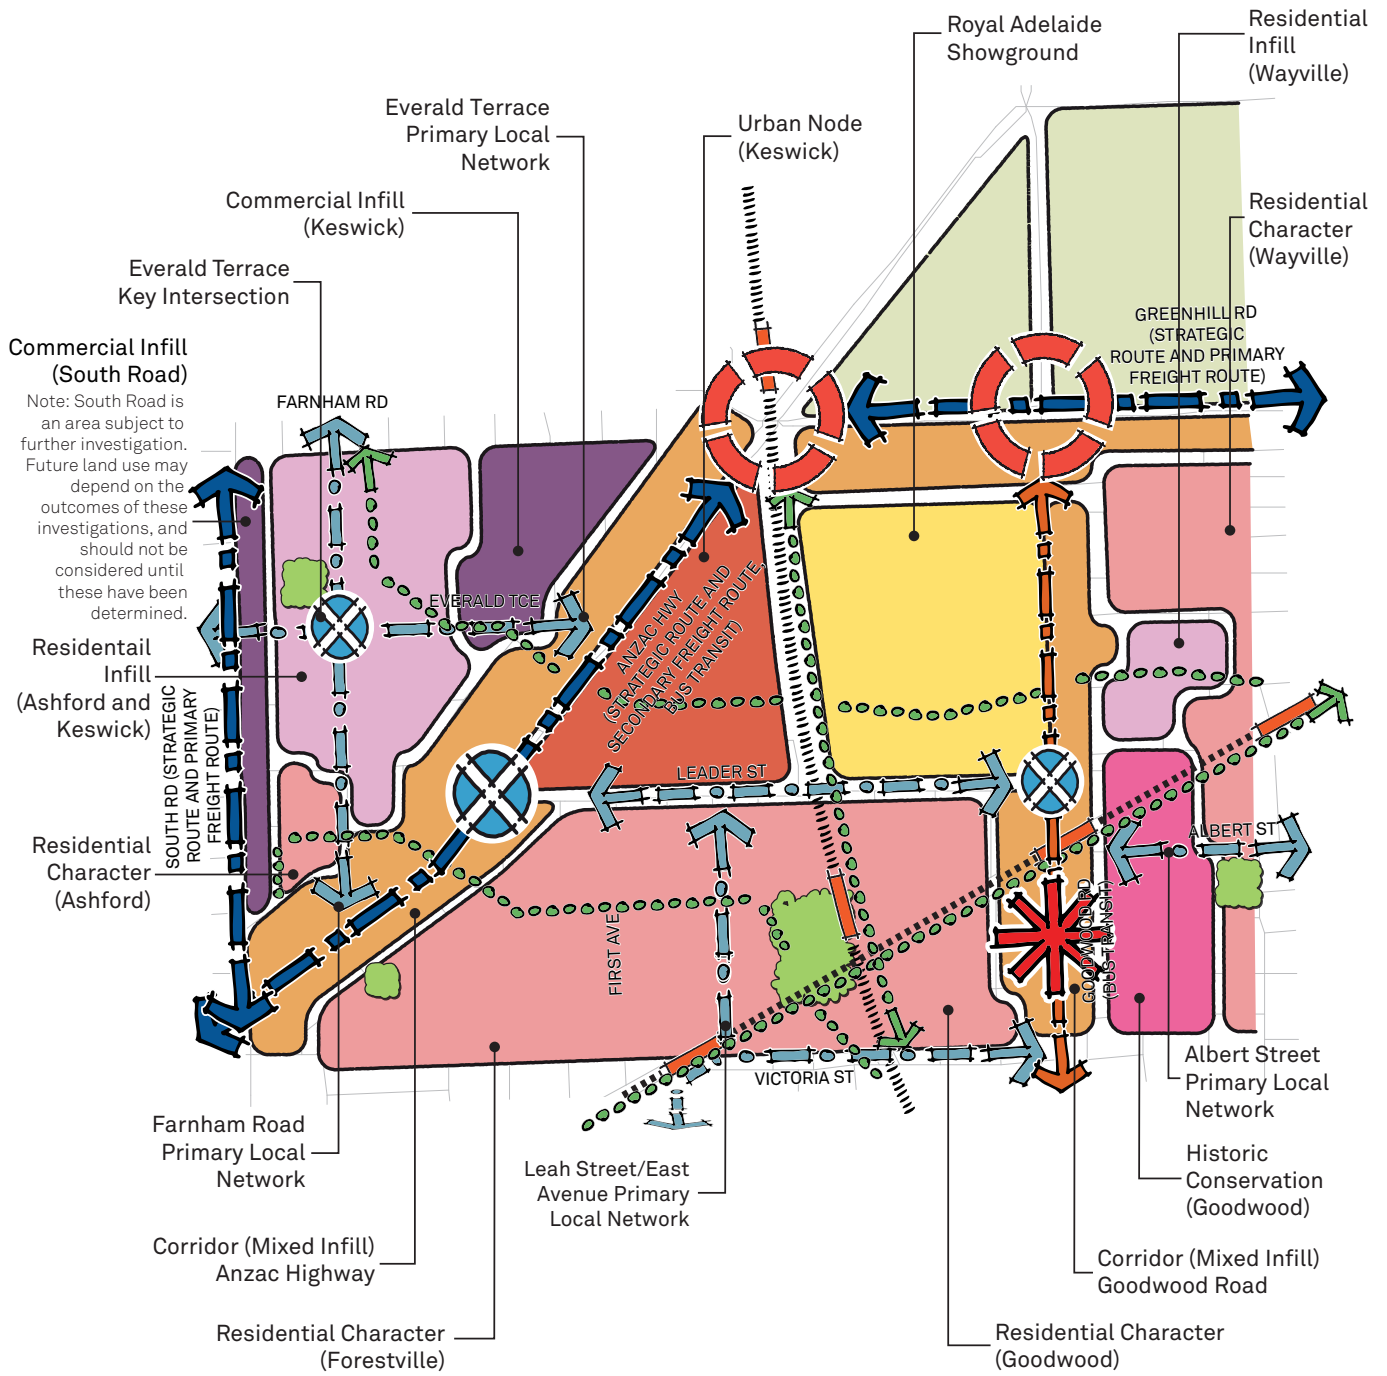 Royal Adelaide
Showground
Residential
Infill
(Wayville)
Everald Terrace
Primary Local
Network
Urban Node
(Keswick)
Commercial Infill
(Keswick)
Residential
Character
(Wayville)
Everald Terrace
Key Intersection
GREENHILL RD
(STRATEGIC
ROUTE AND PRIMARY
FREIGHT ROUTE)
Commercial Infill
(South Road)
Note: South Road is
an area subject to
further investigation.
Future land use may
depend on the
outcomes of these
investigations, and
should not be
considered until
these have been
determined.
FARNHAM RD
EVERALD TCE
ANZAC HWY
(STRATEGIC ROUTE AND
SECONDARY FREIGHT ROUTE,
BUS TRANSIT)
Residentail
Infill
(Ashford and
Keswick)
SOUTH RD (STRATEGIC
ROUTE AND PRIMARY
FREIGHT ROUTE)
LEADER ST
Residential
Character
(Ashford)
ALBERT ST
FIRST AVE
GOODWOOD RD
(BUS TRANSIT)
VICTORIA ST
Albert Street
Primary Local
Network
Farnham Road
Primary Local
Network
Leah Street/East
Avenue Primary
Local Network
Historic
Conservation
(Goodwood)
Corridor (Mixed Infill)
Anzac Highway
Corridor (Mixed Infill)
Goodwood Road
Residential Character
(Forestville)
Residential Character
(Goodwood)